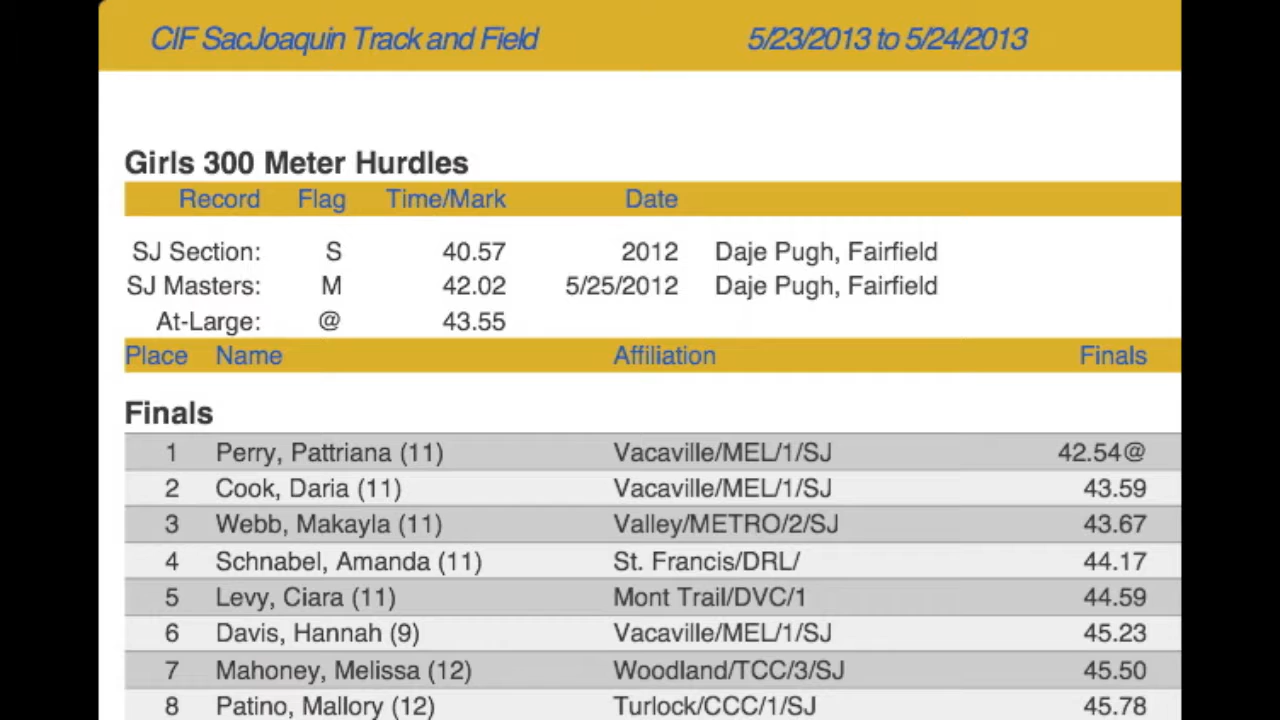 CIF SacJoaquin Track and Field 5/23/2013 to 5/24/2013
Girls 300 Meter Hurdles
Record Flag Time/Mark Date
SJ Section: S 40.57 2012 Daje Pugh, Fairfield
SJ Masters: M 42.02 5/25/2012 Daje Pugh, Fairfield
At-Large: @ 43.55
Place Name Affiliation Finals
Finals
1 Perry, Pattriana (11) Vacaville/MEL/1/SJ 42.54@
2 Cook, Daria (11) Vacaville/MEL/1/SJ 43.59
3 Webb, Makayla (11) Valley/METRO/2/SJ 43.67
4 Schnabel, Amanda (11) St. Francis/DRL/ 44.17
5 Levy, Ciara (11) Mont Trail/DVC/1 44.59
6 Davis, Hannah (9) Vacaville/MEL/1/SJ 45.23
7 Mahoney, Melissa (12) Woodland/TCC/3/SJ 45.50
8 Patino, Mallory (12) Turlock/CCC/1/SJ 45.78